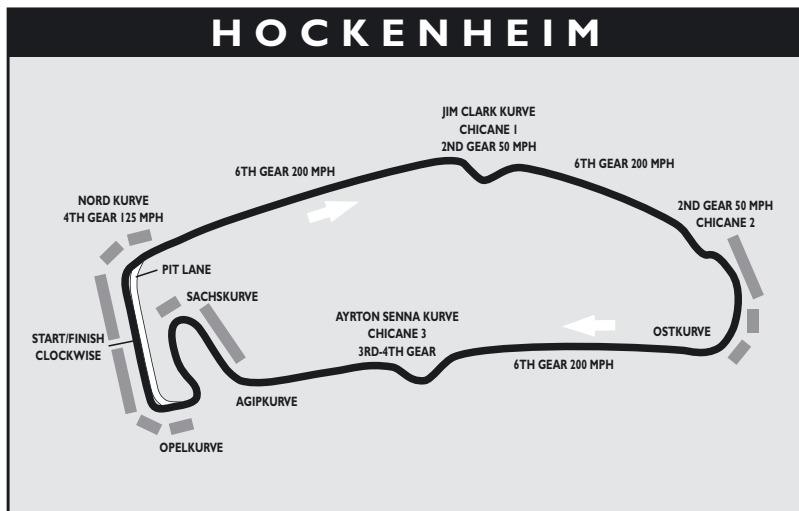 HOCKENHEIM
JIM CLARK KURVE
CHICANE 1
2ND GEAR 50 MPH
6TH GEAR 200 MPH
6TH GEAR 200 MPH
NORD KURVE
4TH GEAR 125 MPH
2ND GEAR 50 MPH
CHICANE 2
PIT LANE
SACHSKURVE
AYRTON SENNA KURVE
CHICANE 3
3RD-4TH GEAR
START/FINISH
CLOCKWISE
OSTKURVE
6TH GEAR 200 MPH
AGIPKURVE
OPELKURVE